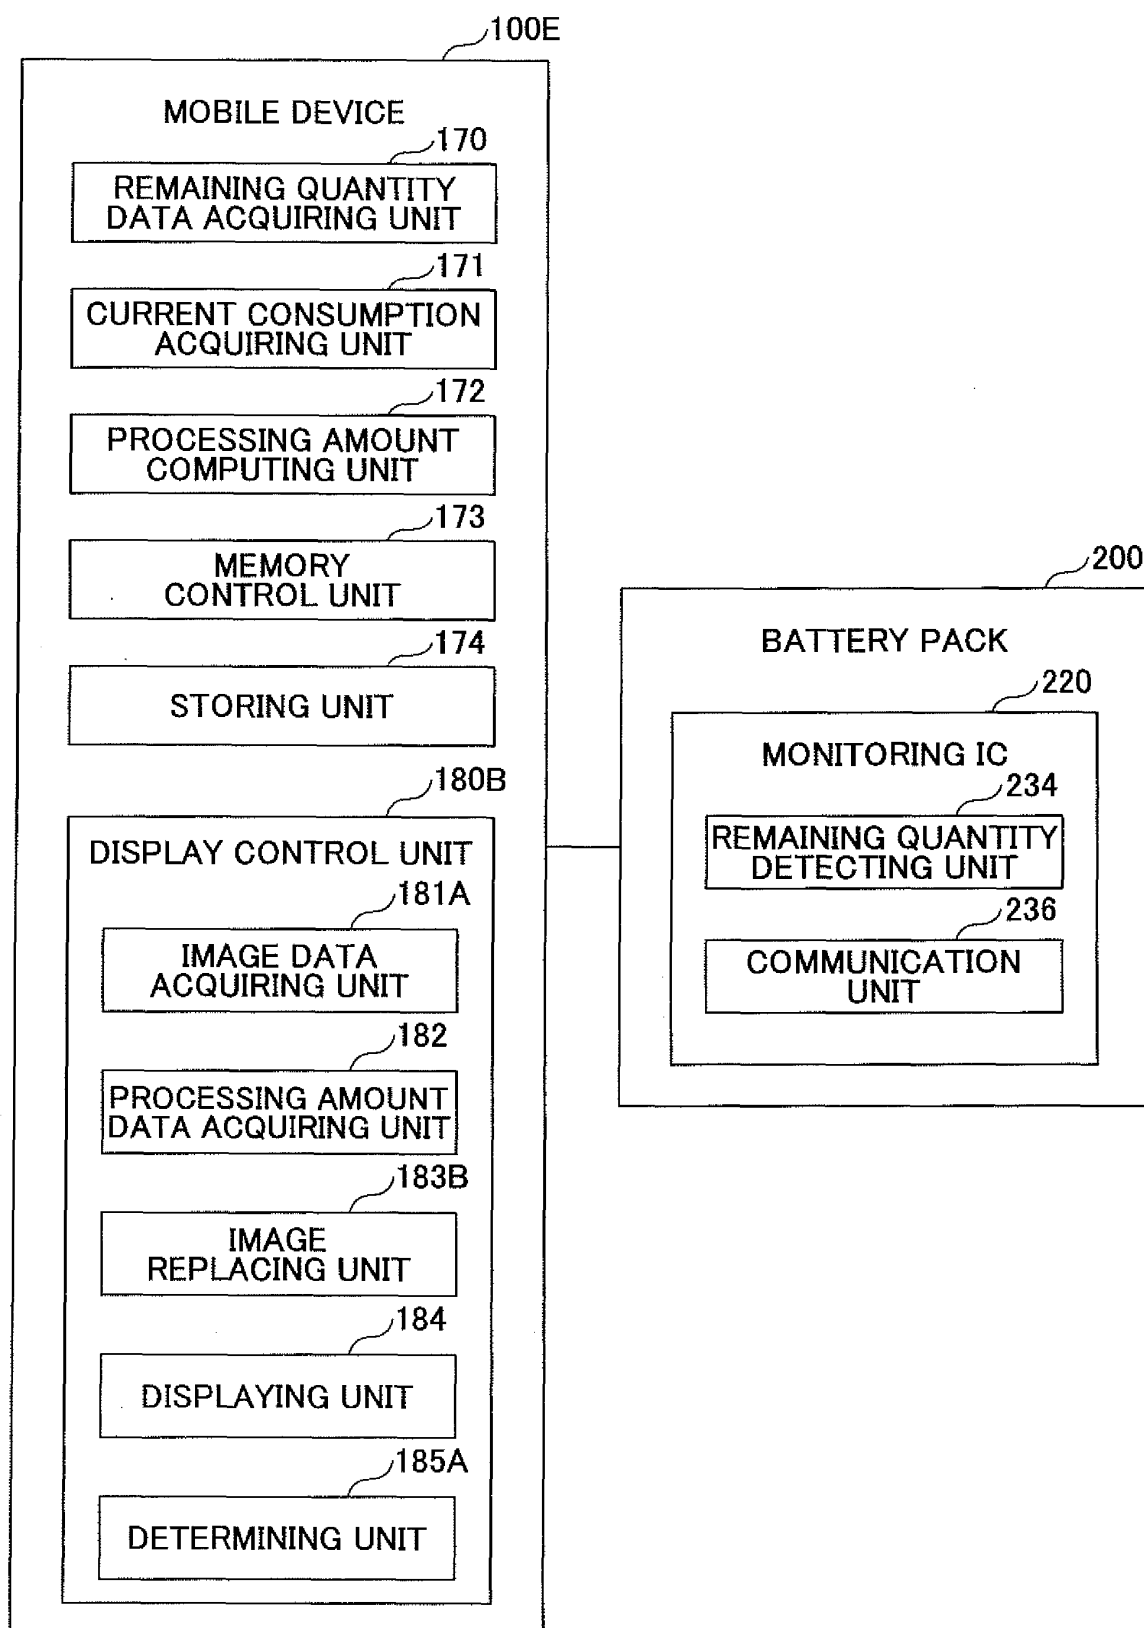 100E
MOBILE DEVICE
170
REMAINING QUANTITY
DATA ACQUIRING UNIT
171
CURRENT CONSUMPTION
ACQUIRING UNIT
172
PROCESSING AMOUNT
COMPUTING UNIT
173
MEMORY
CONTROL UNIT
174
STORING UNIT
180B
DISPLAY CONTROL UNIT
181A
IMAGE DATA
ACQUIRING UNIT
182
PROCESSING AMOUNT
DATA ACQUIRING UNIT
183B
IMAGE
REPLACING UNIT
184
DISPLAYING UNIT
185A
DETERMINING UNIT
200
BATTERY PACK
220
MONITORING IC
234
REMAINING QUANTITY
DETECTING UNIT
236
COMMUNICATION
UNIT